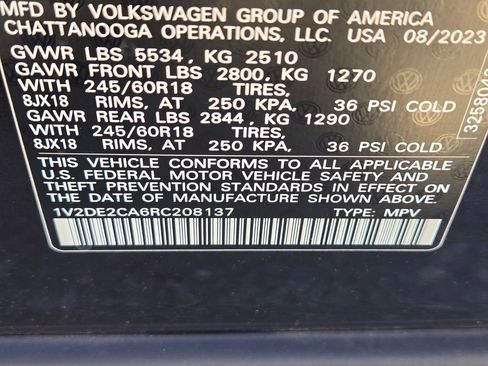 MFD BY VOLKSWAGEN GROUP OF AMERICA
CHATTANOOGA OPERATIONS, LLC. USA 08/2023
GVWR LBS 5534, KG 2510
GAWR FRONT LBS 2800, KG 1270
WITH 245/60R18 TIRES,
8JX18 RIMS, AT 250 KPA, 36 PSI COLD
GAWR REAR LBS 2844, KG 1290
WITH 245/60R18 TIRES,
8JX18 RIMS, AT 250 KPA, 36 PSI COLD
THIS VEHICLE CONFORMS TO ALL APPLICABLE
U.S. FEDERAL MOTOR VEHICLE SAFETY AND
THEFT PREVENTION STANDARDS IN EFFECT ON
THE DATE OF MANUFACTURE SHOWN ABOVE.
1V2DE2CA6RC208137 TYPE: MPV